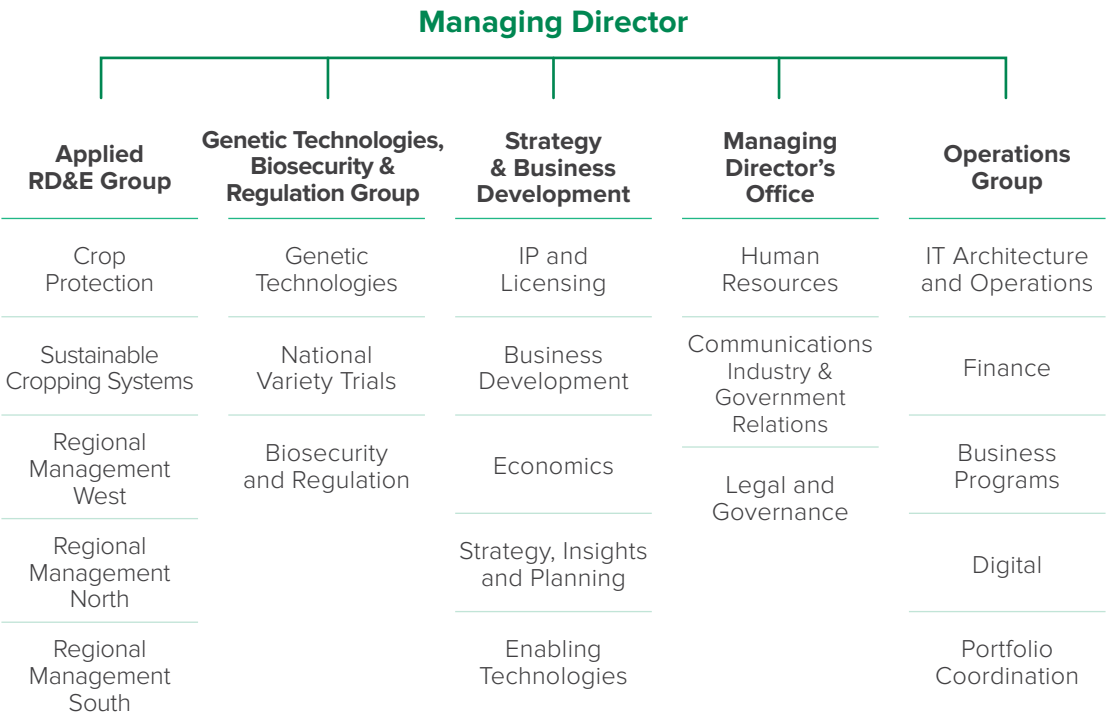 Managing Director
Applied
RD&E Group
Crop
Protection
Sustainable
Cropping Systems
Regional
Management
West
Regional
Management
North
Regional
Management
South
Genetic Technologies,
Biosecurity &
Regulation Group
Genetic
Technologies
National
Variety Trials
Biosecurity
and Regulation
Strategy
& Business
Development
IP and
Licensing
Business
Development
Economics
Strategy, Insights
and Planning
Enabling
Technologies
Managing
Director’s
Office
Human
Resources
Communications
Industry &
Government
Relations
Legal and
Governance
Operations
Group
IT Architecture
and Operations
Finance
Business
Programs
Digital
Portfolio
Coordination